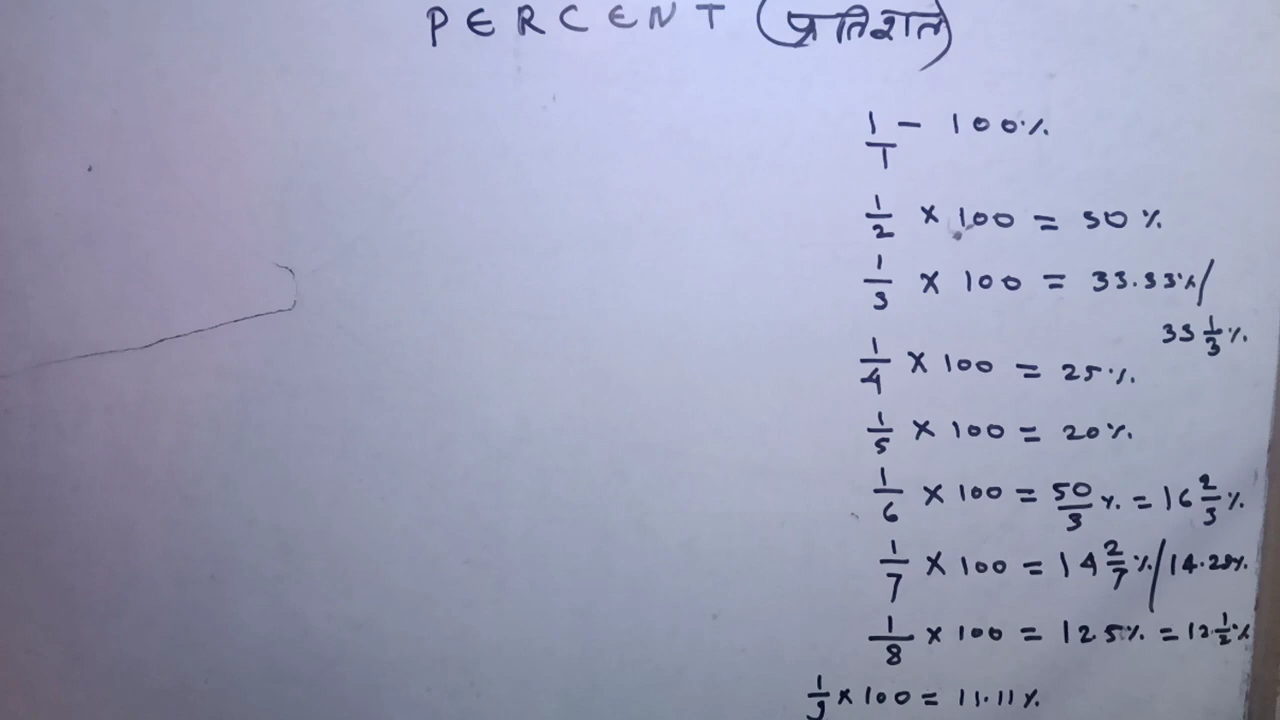 PERCENT (प्रतिशत)
1/1 - 100%
1/2 × 100 = 50%
1/3 × 100 = 33.33% /
33 1/3 %
1/4 × 100 = 25%
1/5 × 100 = 20%
1/6 × 100 = 50/3 % = 16 2/3 %
1/7 × 100 = 14 2/7 % / 14.28%
1/8 × 100 = 125% = 12 1/2 %
1/9 × 100 = 11.11%